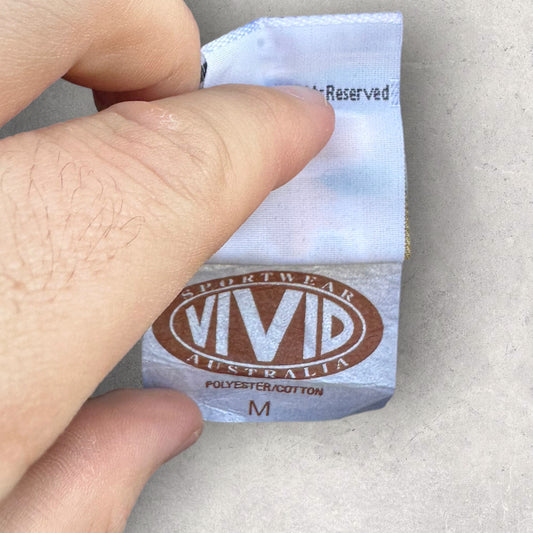 Reserved
SPORTWEAR
VIVID
AUSTRALIA
POLYESTER/COTTON
M